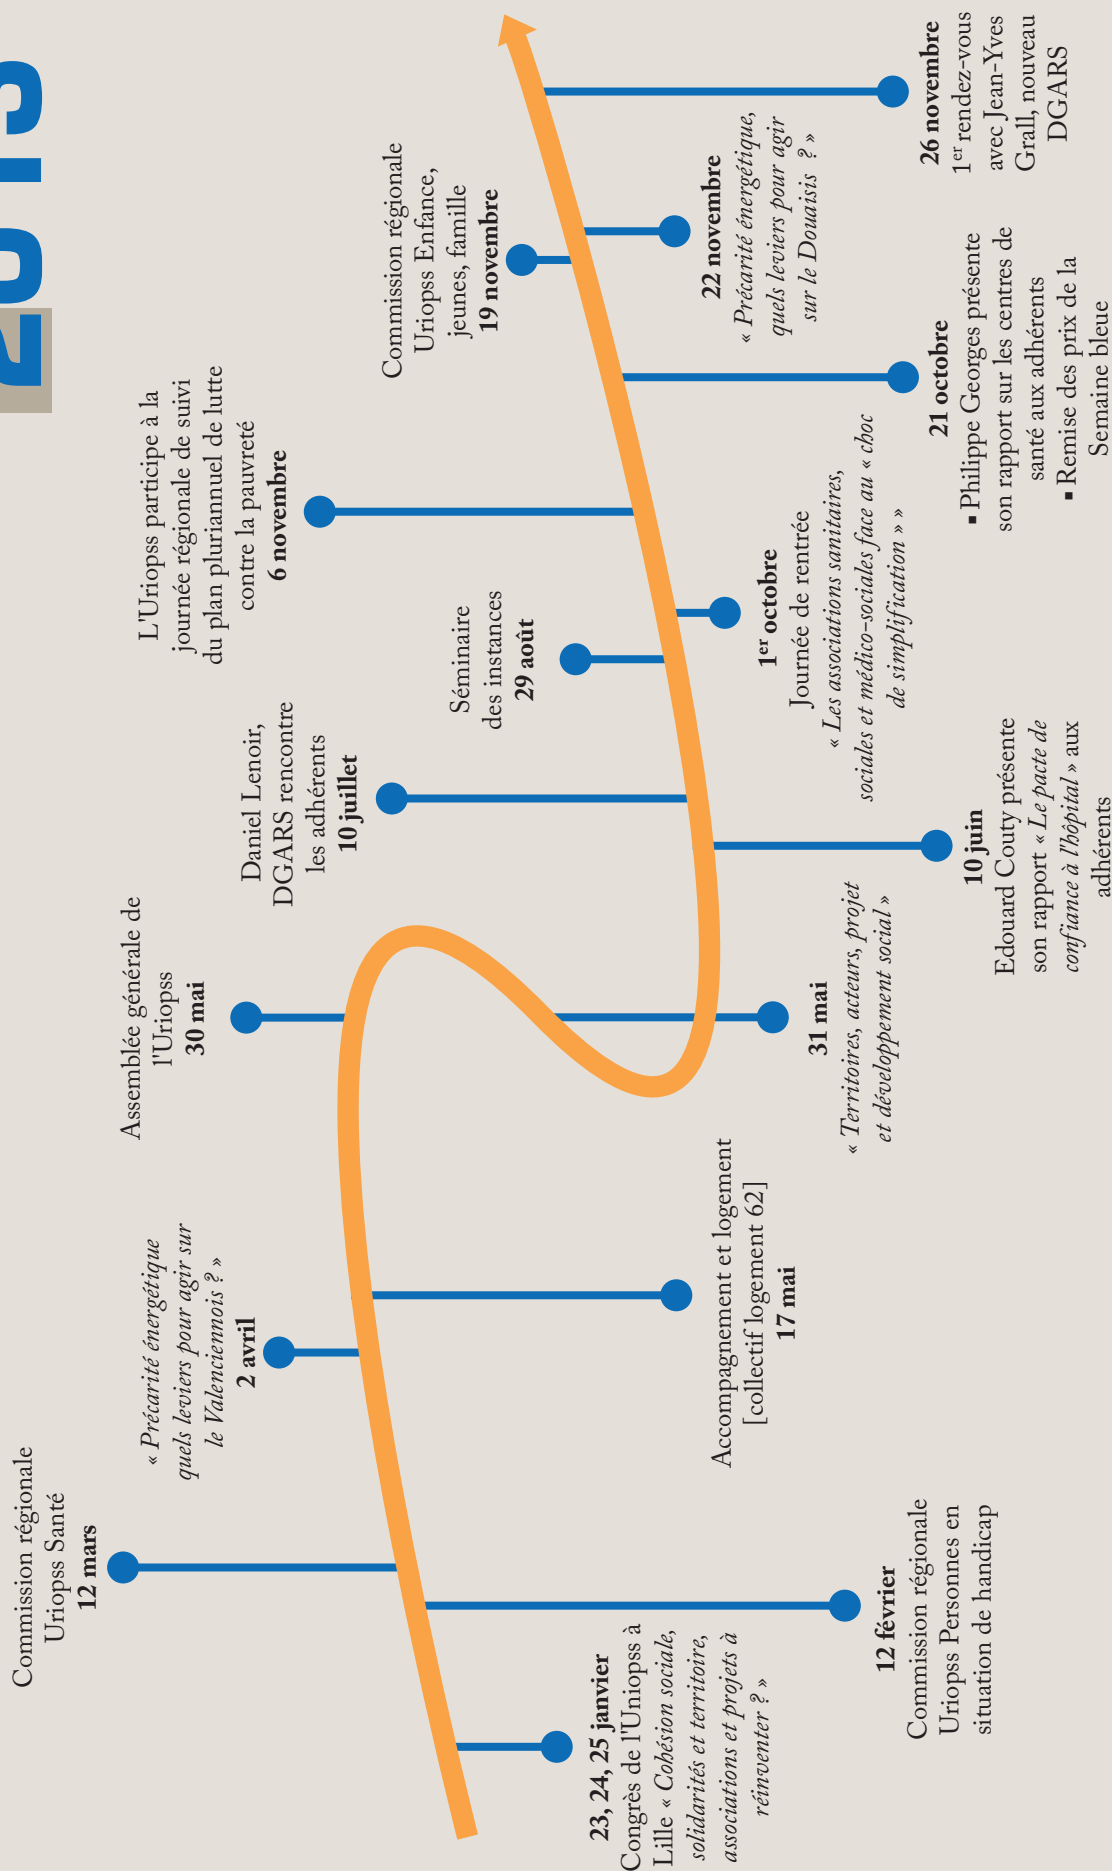 2013
23, 24, 25 janvier
Congrès de l'Uniopss à
Lille « Cohésion sociale,
solidarités et territoire,
associations et projets à
réinventer ? »
12 février
Commission régionale
Uriopss Personnes en
situation de handicap
Commission régionale
Uriopss Santé
12 mars
« Précarité énergétique
quels leviers pour agir sur
le Valenciennois ? »
2 avril
Accompagnement et logement
[collectif logement 62]
17 mai
Assemblée générale de
l'Uriopss
30 mai
31 mai
« Territoires, acteurs, projet
et développement social »
10 juin
Edouard Couty présente
son rapport « Le pacte de
confiance à l'hôpital » aux
adhérents
Daniel Lenoir,
DGARS rencontre
les adhérents
10 juillet
Séminaire
des instances
29 août
1er octobre
Journée de rentrée
« Les associations sanitaires,
sociales et médico-sociales face au « choc
de simplification » »
21 octobre
▪ Philippe Georges présente
son rapport sur les centres de
santé aux adhérents
▪ Remise des prix de la
Semaine bleue
L'Uriopss participe à la
journée régionale de suivi
du plan pluriannuel de lutte
contre la pauvreté
6 novembre
Commission régionale
Uriopss Enfance,
jeunes, famille
19 novembre
22 novembre
« Précarité énergétique,
quels leviers pour agir
sur le Douaisis ? »
26 novembre
1er rendez-vous
avec Jean-Yves
Grall, nouveau
DGARS